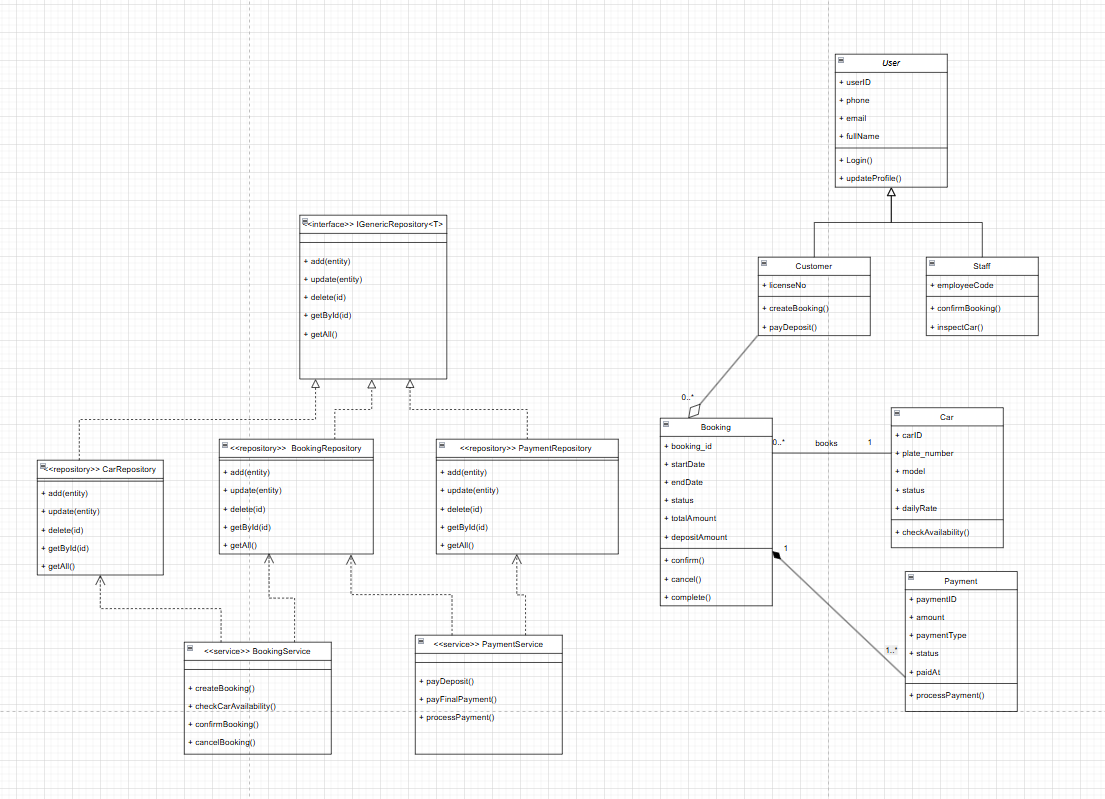 User
+ userID
+ phone
+ email
+ fullName
+ Login()
+ updateProfile()
<<interface>> IGenericRepository<T>
+ add(entity)
+ update(entity)
+ delete(id)
+ getById(id)
+ getAll()
Customer
+ licenseNo
+ createBooking()
+ payDeposit()
Staff
+ employeeCode
+ confirmBooking()
+ inspectCar()
<<repository>> CarRepository
+ add(entity)
+ update(entity)
+ delete(id)
+ getById(id)
+ getAll()
<<repository>> BookingRepository
+ add(entity)
+ update(entity)
+ delete(id)
+ getById(id)
+ getAll()
<<repository>> PaymentRepository
+ add(entity)
+ update(entity)
+ delete(id)
+ getById(id)
+ getAll()
0..*
Booking
+ booking_id
+ startDate
+ endDate
+ status
+ totalAmount
+ depositAmount
+ confirm()
+ cancel()
+ complete()
0..* books 1
Car
+ carID
+ plate_number
+ model
+ status
+ dailyRate
+ checkAvailability()
1
1..*
Payment
+ paymentID
+ amount
+ paymentType
+ status
+ paidAt
+ processPayment()
<<service>> BookingService
+ createBooking()
+ checkCarAvailability()
+ confirmBooking()
+ cancelBooking()
<<service>> PaymentService
+ payDeposit()
+ payFinalPayment()
+ processPayment()